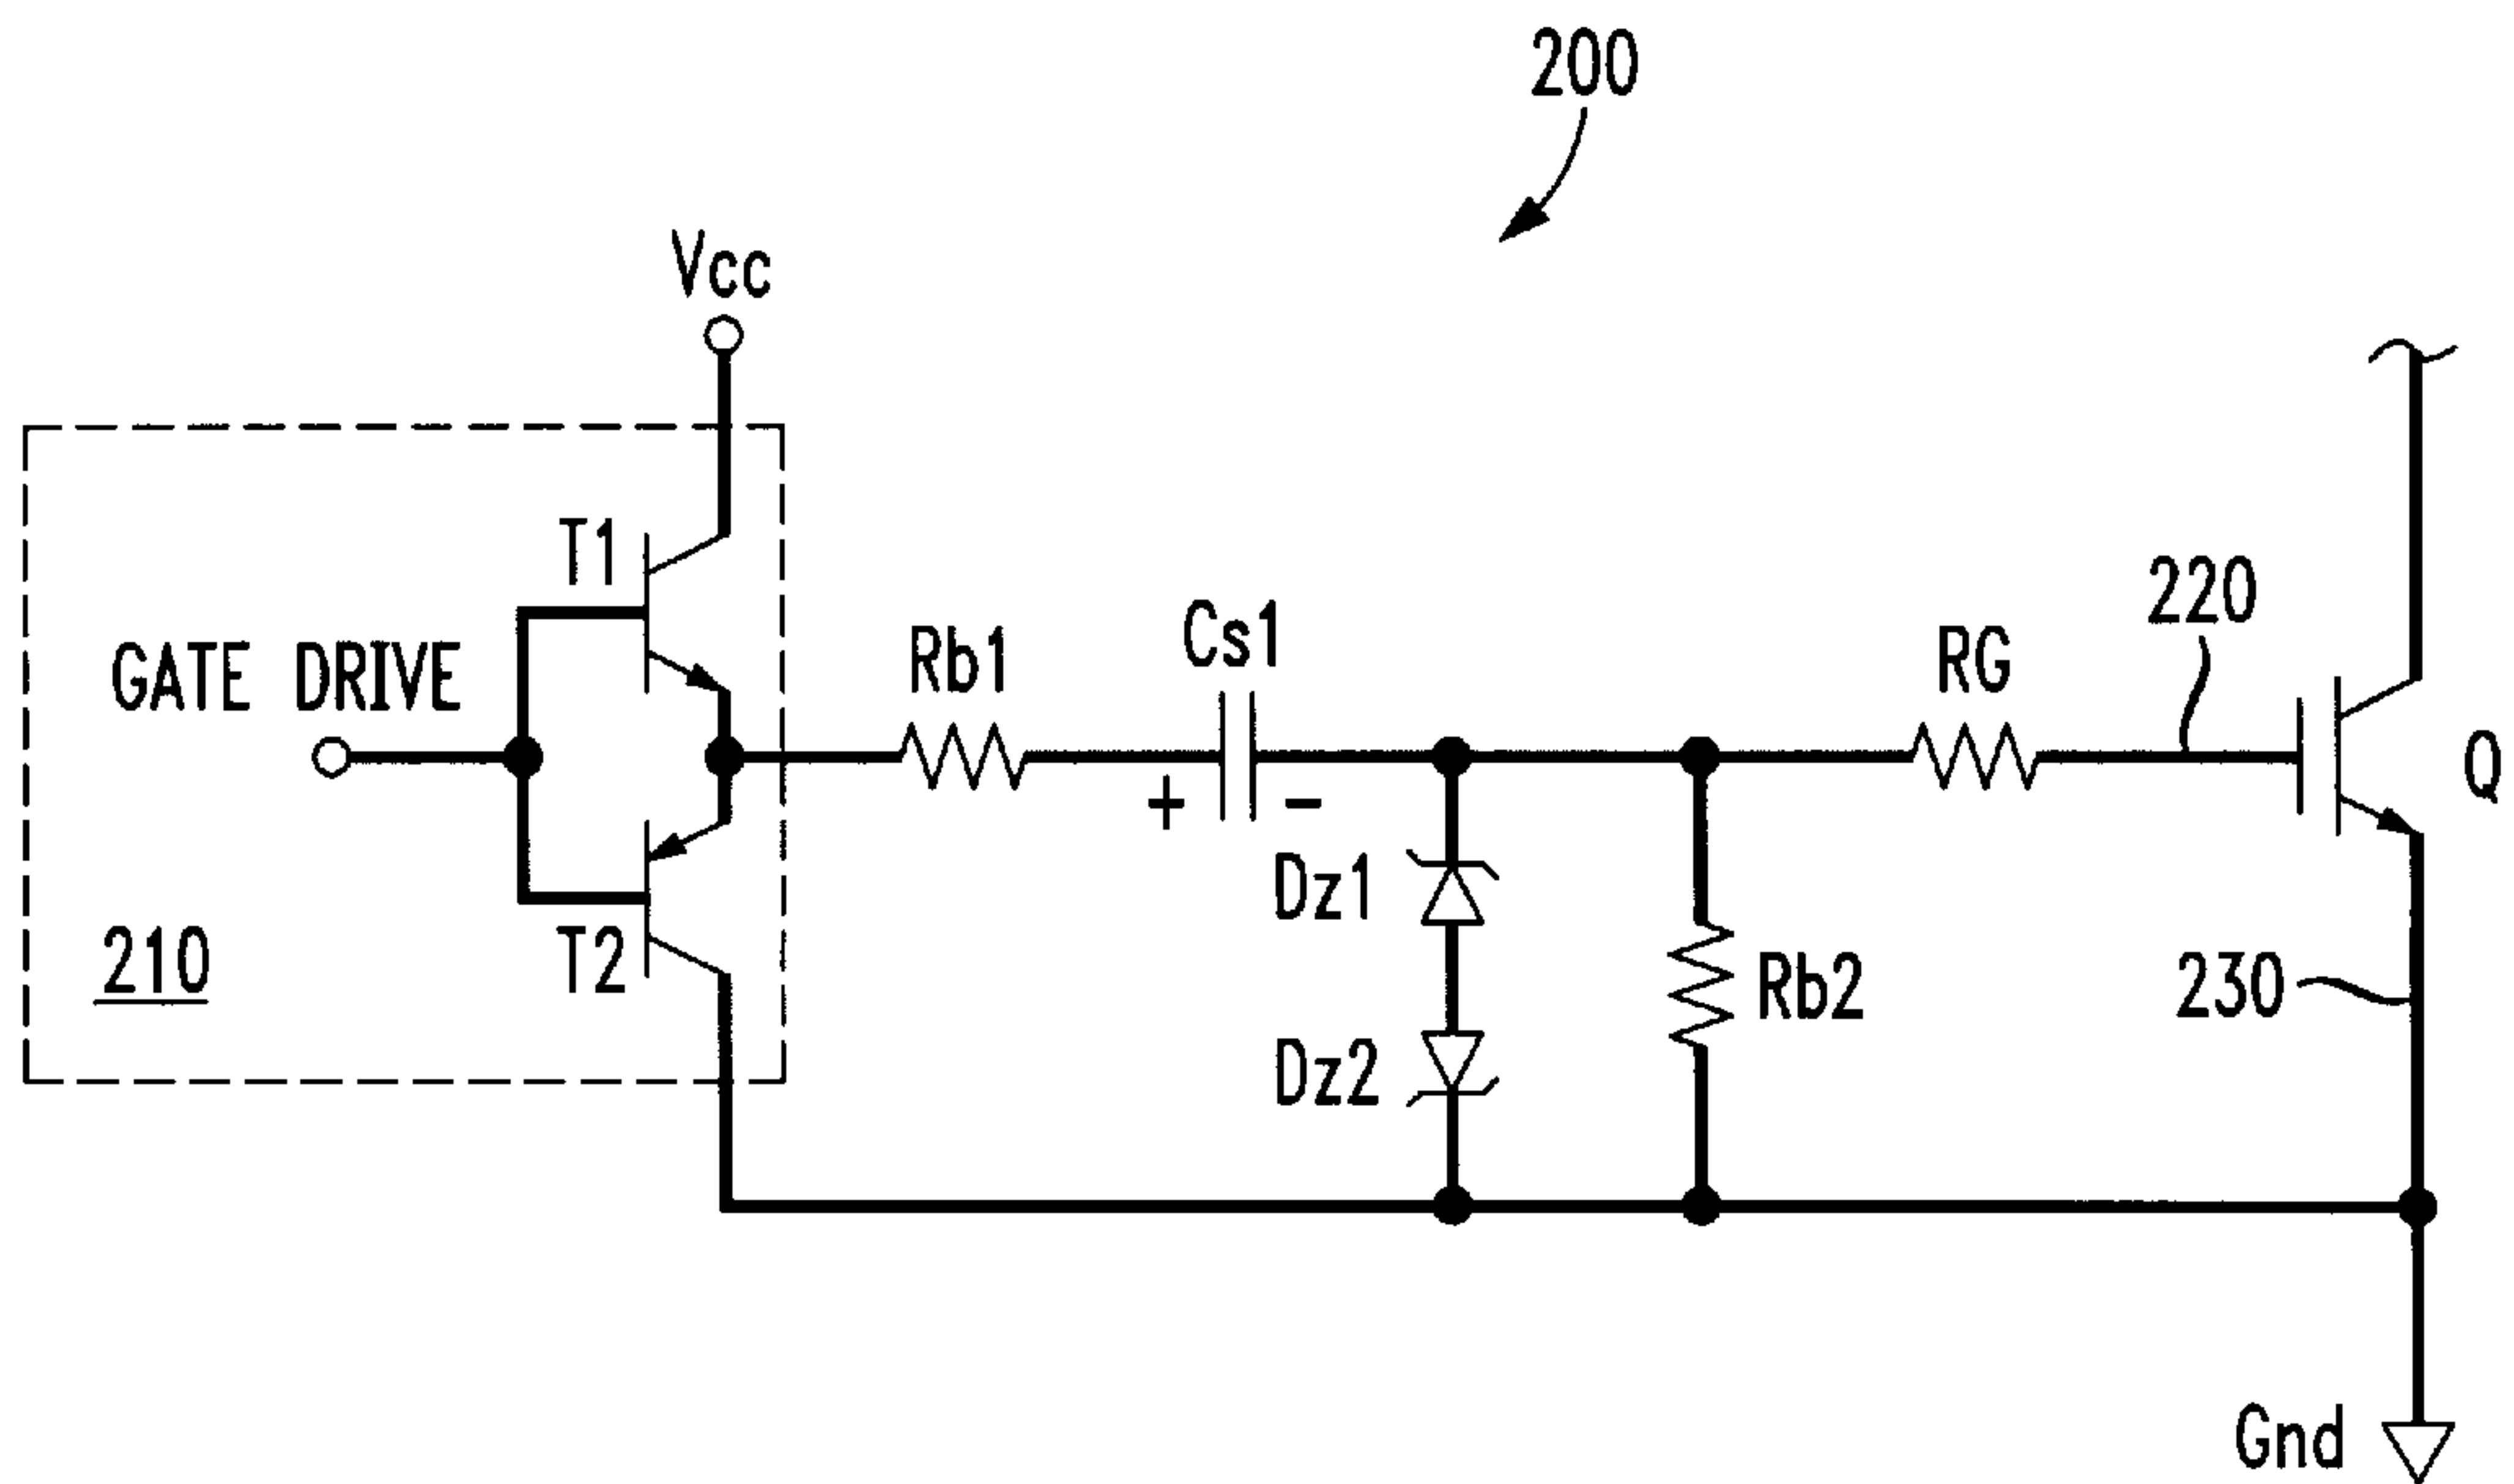 200
Vcc
T1
GATE DRIVE
Rb1
Cs1
+
-
RG
220
Q
Dz1
210
T2
Rb2
230
Dz2
Gnd